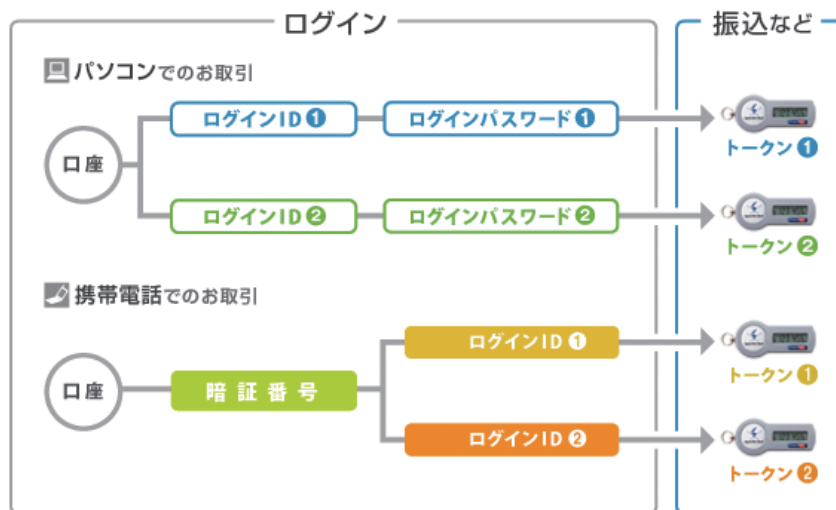 ログイン
振込など
パソコンでのお取引
口座
ログインID❶
ログインパスワード❶
トークン❶
ログインID❷
ログインパスワード❷
トークン❷
携帯電話でのお取引
口座
暗証番号
ログインID❶
トークン❶
ログインID❷
トークン❷